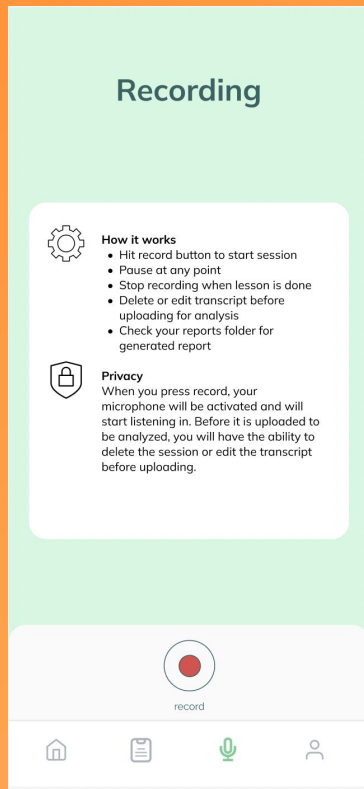 Recording
How it works
• Hit record button to start session
• Pause at any point
• Stop recording when lesson is done
• Delete or edit transcript before
uploading for analysis
• Check your reports folder for
generated report
Privacy
When you press record, your
microphone will be activated and will
start listening in. Before it is uploaded to
be analyzed, you will have the ability to
delete the session or edit the transcript
before uploading.
record